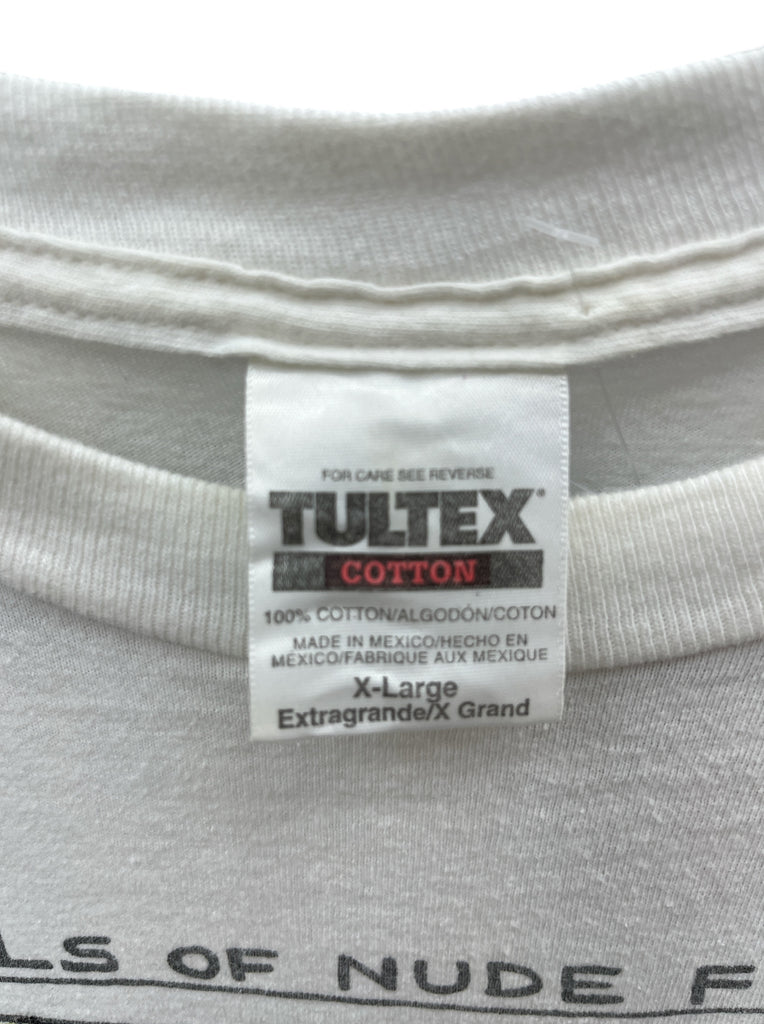 FOR CARE SEE REVERSE
TULTEX®
COTTON
100% COTTON/ALGODÓN/COTON
MADE IN MEXICO/HECHO EN
MÉXICO/FABRIQUE AUX MEXIQUE
X-Large
Extragrande/X Grand
LS OF NUDE F